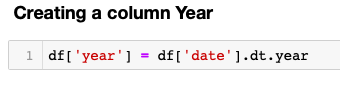 Creating a column Year
1 df['year'] = df['date'].dt.year